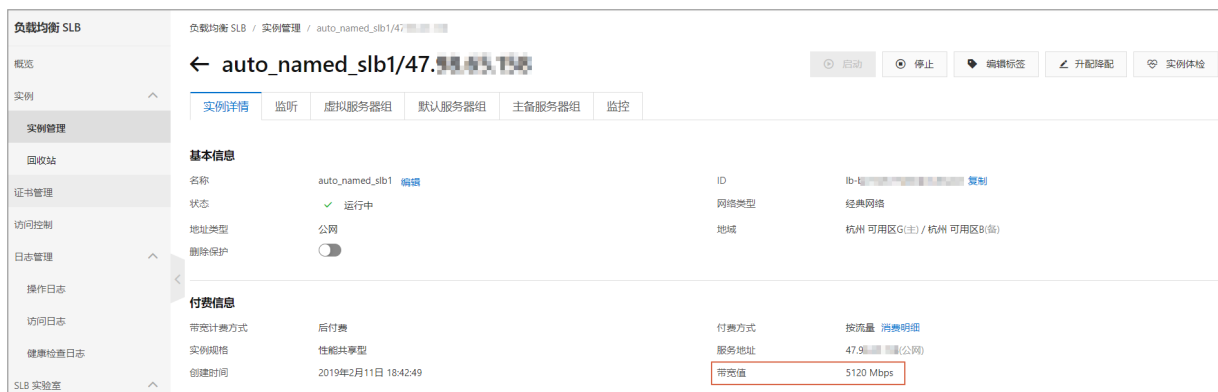 负载均衡 SLB
负载均衡 SLB / 实例管理 / auto_named_slb1/47
概览
← auto_named_slb1/47.
启动 停止 编辑标签 升配降配 实例体检
实例
实例详情 监听 虚拟服务器组 默认服务器组 主备服务器组 监控
实例管理
回收站
基本信息
证书管理
名称 auto_named_slb1 编辑 ID lb-b 复制
状态 运行中 网络类型 经典网络
访问控制
地址类型 公网 地域 杭州 可用区G(主) / 杭州 可用区B(备)
日志管理
删除保护
操作日志
付费信息
访问日志
带宽计费方式 后付费 付费方式 按流量 消费明细
健康检查日志
实例规格 性能共享型 服务地址 47.9 (公网)
创建时间 2019年2月11日 18:42:49 带宽值 5120 Mbps
SLB 实验室